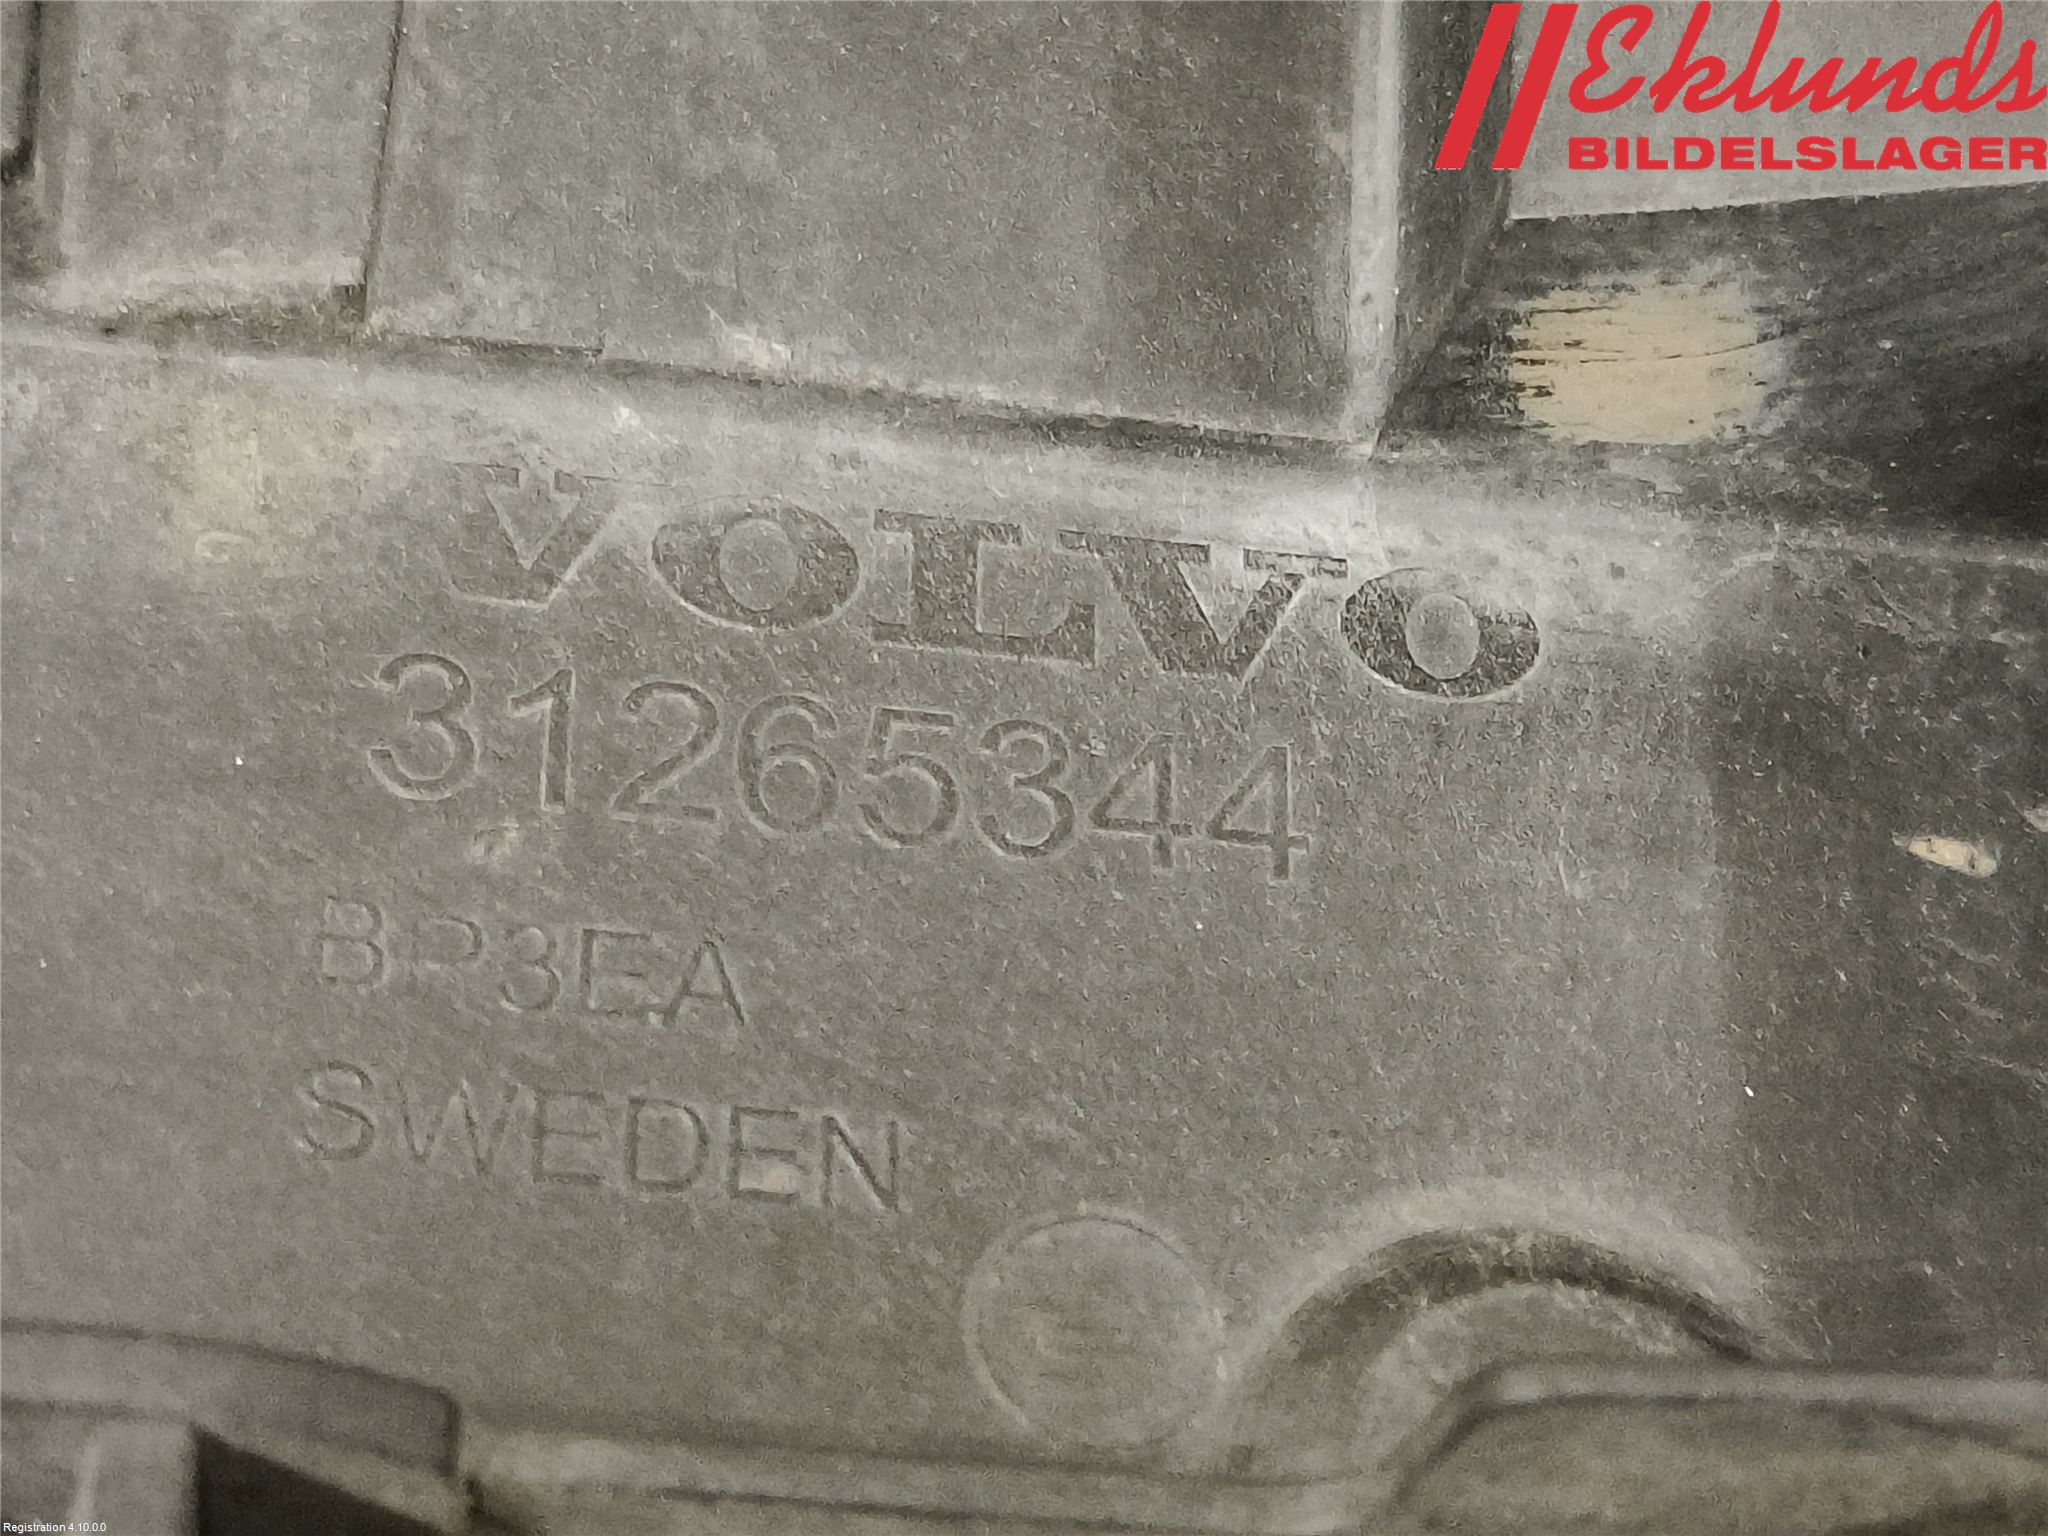 Eklunds
BILDELSLAGER
VOLVO
31265344
BP3EA
SWEDEN
Registration 4.10.0.0